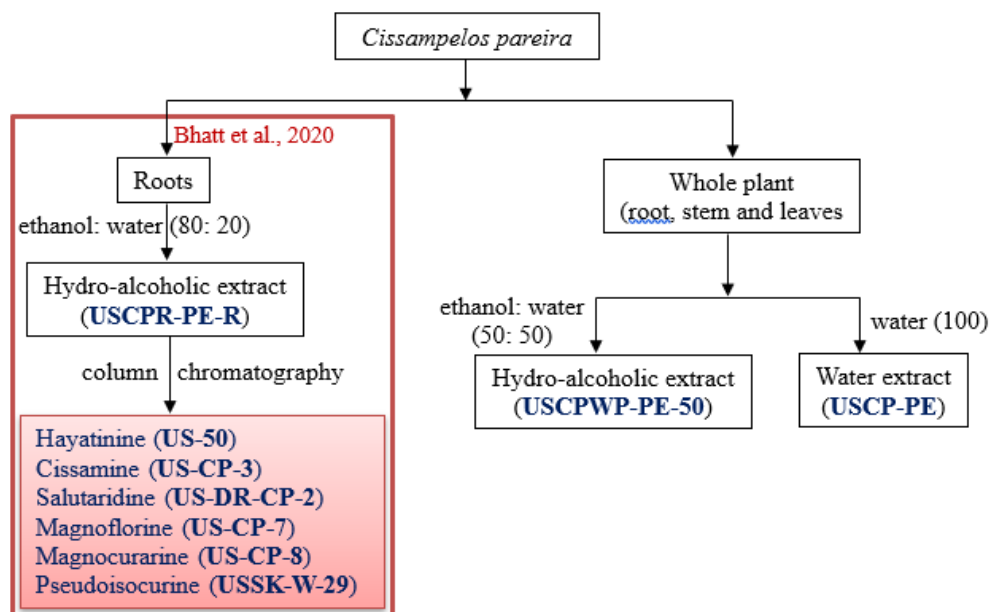 Cissampelos pareira
Bhatt et al., 2020
Roots
ethanol: water (80: 20)
Hydro-alcoholic extract
(USCPR-PE-R)
column chromatography
Hayatinine (US-50)
Cissamine (US-CP-3)
Salutaridine (US-DR-CP-2)
Magnoflorine (US-CP-7)
Magnocurarine (US-CP-8)
Pseudoisocurine (USSK-W-29)
Whole plant
(root, stem and leaves
ethanol: water
(50: 50)
Hydro-alcoholic extract
(USCPWP-PE-50)
water (100)
Water extract
(USCP-PE)